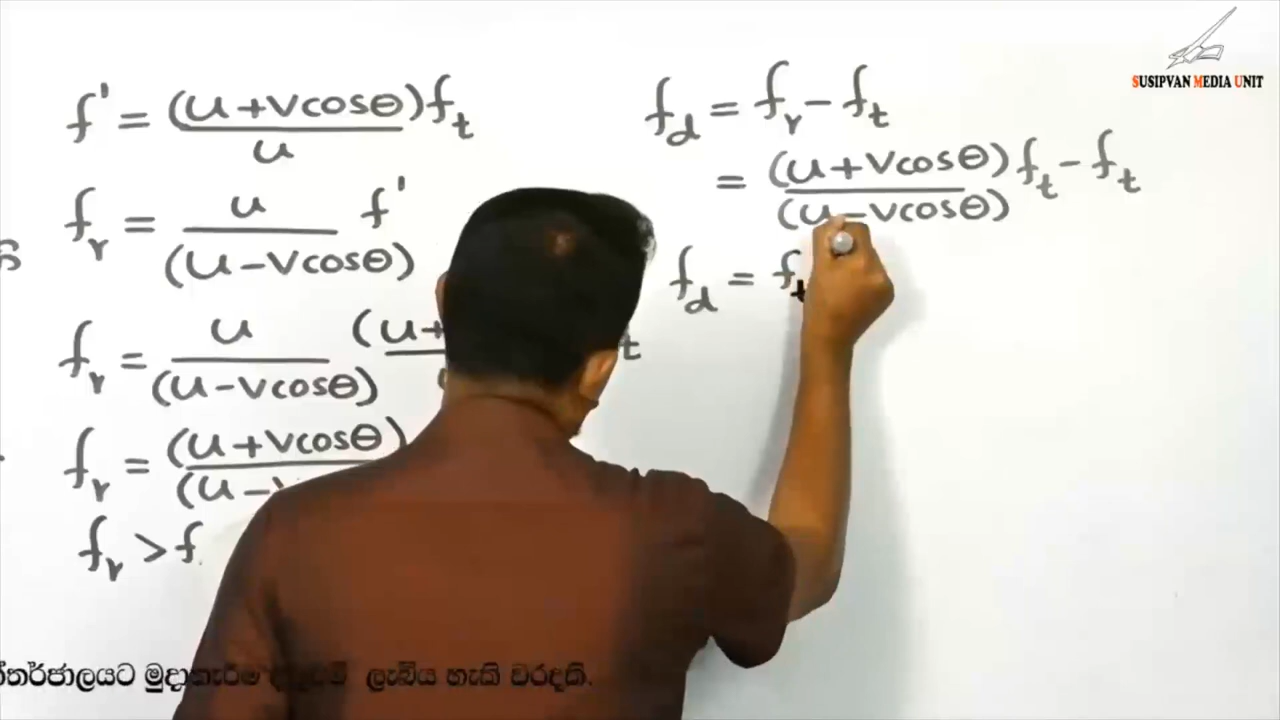 SUSIPVAN MEDIA UNIT
f' = (u+vcosθ)f_t / u
f_r = u / (u-vcosθ) f'
f_r = u / (u-vcosθ) (u+
f_r = (u+vcosθ) / (u-v
f_r > f
f_d = f_r - f_t
= (u+vcosθ) / (u-vcosθ) f_t - f_t
f_d = f_t
ලැබිය හැකි වරදකි.